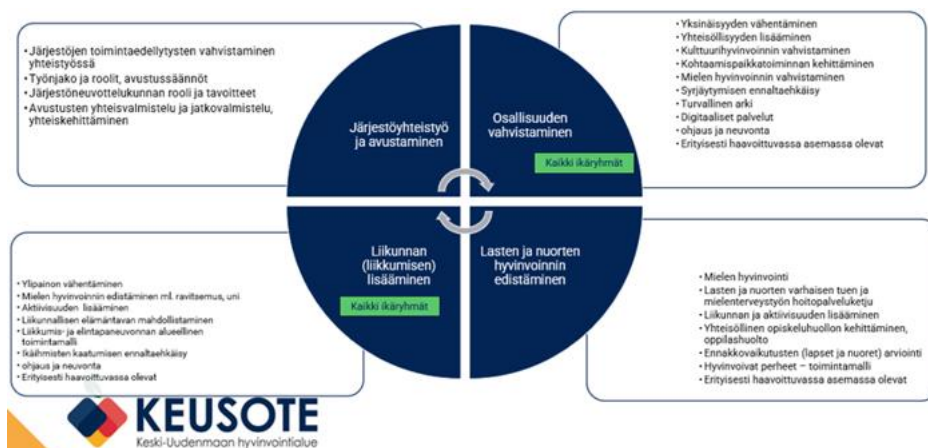 • Järjestöjen toimintaedellytysten vahvistaminen
yhteistyössä
• Työnjako ja roolit, avustussäännöt
• Järjestöneuvottelukunnan rooli ja tavoitteet
• Avustusten yhteisvalmistelu ja jatkovalmistelu,
yhteiskehittäminen
Järjestöyhteistyö
ja avustaminen
Osallisuuden
vahvistaminen
Kaikki ikäryhmät
• Yksinäisyyden vähentäminen
• Yhteisöllisyyden lisääminen
• Kulttuurihyvinvoinnin vahvistaminen
• Kohtaamispaikkatoiminnan kehittäminen
• Mielen hyvinvoinnin vahvistaminen
• Syrjäytymisen ennaltaehkäisy
• Turvallinen arki
• Digitaaliset palvelut
• ohjaus ja neuvonta
• Erityisesti haavoittuvassa asemassa olevat
• Ylipainon vähentäminen
• Mielen hyvinvoinnin edistäminen ml. ravitsemus, uni
• Aktiivisuuden lisääminen
• Liikunnallisen elämäntavan mahdollistaminen
• Liikkumis- ja elintapaneuvonnan alueellinen
toimintamalli
• Ikäihmisten kaatumisen ennaltaehkäisy
• ohjaus ja neuvonta
• Erityisesti haavoittuvassa olevat
Liikunnan
(liikkumisen)
lisääminen
Kaikki ikäryhmät
Lasten ja nuorten
hyvinvoinnin
edistäminen
• Mielen hyvinvointi
• Lasten ja nuorten varhaisen tuen ja
mielenterveystyön hoitopalveluketju
• Liikunnan ja aktiivisuuden lisääminen
• Yhteisöllinen opiskeluhuollon kehittäminen,
oppilashuolto
• Ennakkovaikutusten (lapset ja nuoret) arviointi
• Hyvinvoivat perheet – toimintamalli
• Erityisesti haavoittuvassa asemassa olevat
KEUSOTE
Keski-Uudenmaan hyvinvointialue